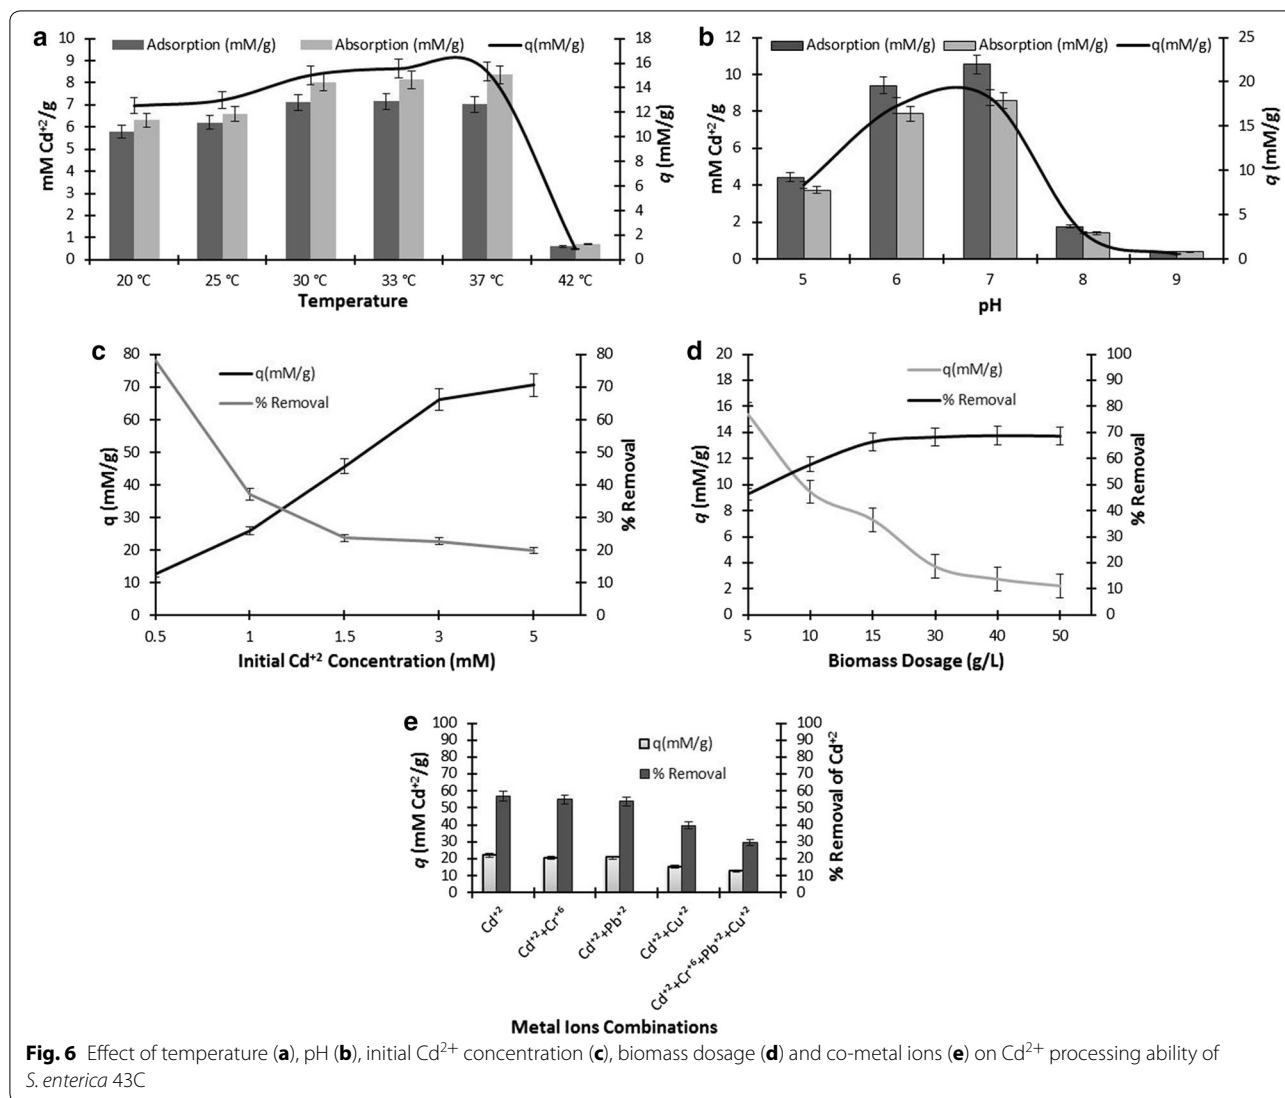 a
Adsorption (mM/g) Absorption (mM/g) q(mM/g)
mM Cd⁺²/g
10
9
8
7
6
5
4
3
2
1
0
18
16
14
12
10
8
6
4
2
0
q (mM/g)
20 °C 25 °C 30 °C 33 °C 37 °C 42 °C
Temperature
b
Adsorption (mM/g) Absorption (mM/g) q(mM/g)
mM Cd⁺²/g
12
10
8
6
4
2
0
25
20
15
10
5
0
q (mM/g)
5 6 7 8 9
pH
c
q(mM/g)
% Removal
q (mM/g)
80
70
60
50
40
30
20
10
0
80
70
60
50
40
30
20
10
0
% Removal
0.5 1 1.5 3 5
Initial Cd⁺² Concentration (mM)
d
q(mM/g)
% Removal
q (mM/g)
20
18
16
14
12
10
8
6
4
2
0
100
90
80
70
60
50
40
30
20
10
0
% Removal
5 10 15 30 40 50
Biomass Dosage (g/L)
e
q(mM/g)
% Removal
q (mM Cd⁺²/g)
100
90
80
70
60
50
40
30
20
10
0
100
90
80
70
60
50
40
30
20
10
0
% Removal of Cd⁺²
Cd⁺²
Cd⁺²+Cr⁺⁶
Cd⁺²+Pb⁺²
Cd⁺²+Cu⁺²
Cd⁺²+Cr⁺⁶+Pb⁺²+Cu⁺²
Metal Ions Combinations
Fig. 6 Effect of temperature (a), pH (b), initial Cd²⁺ concentration (c), biomass dosage (d) and co-metal ions (e) on Cd²⁺ processing ability of
S. enterica 43C